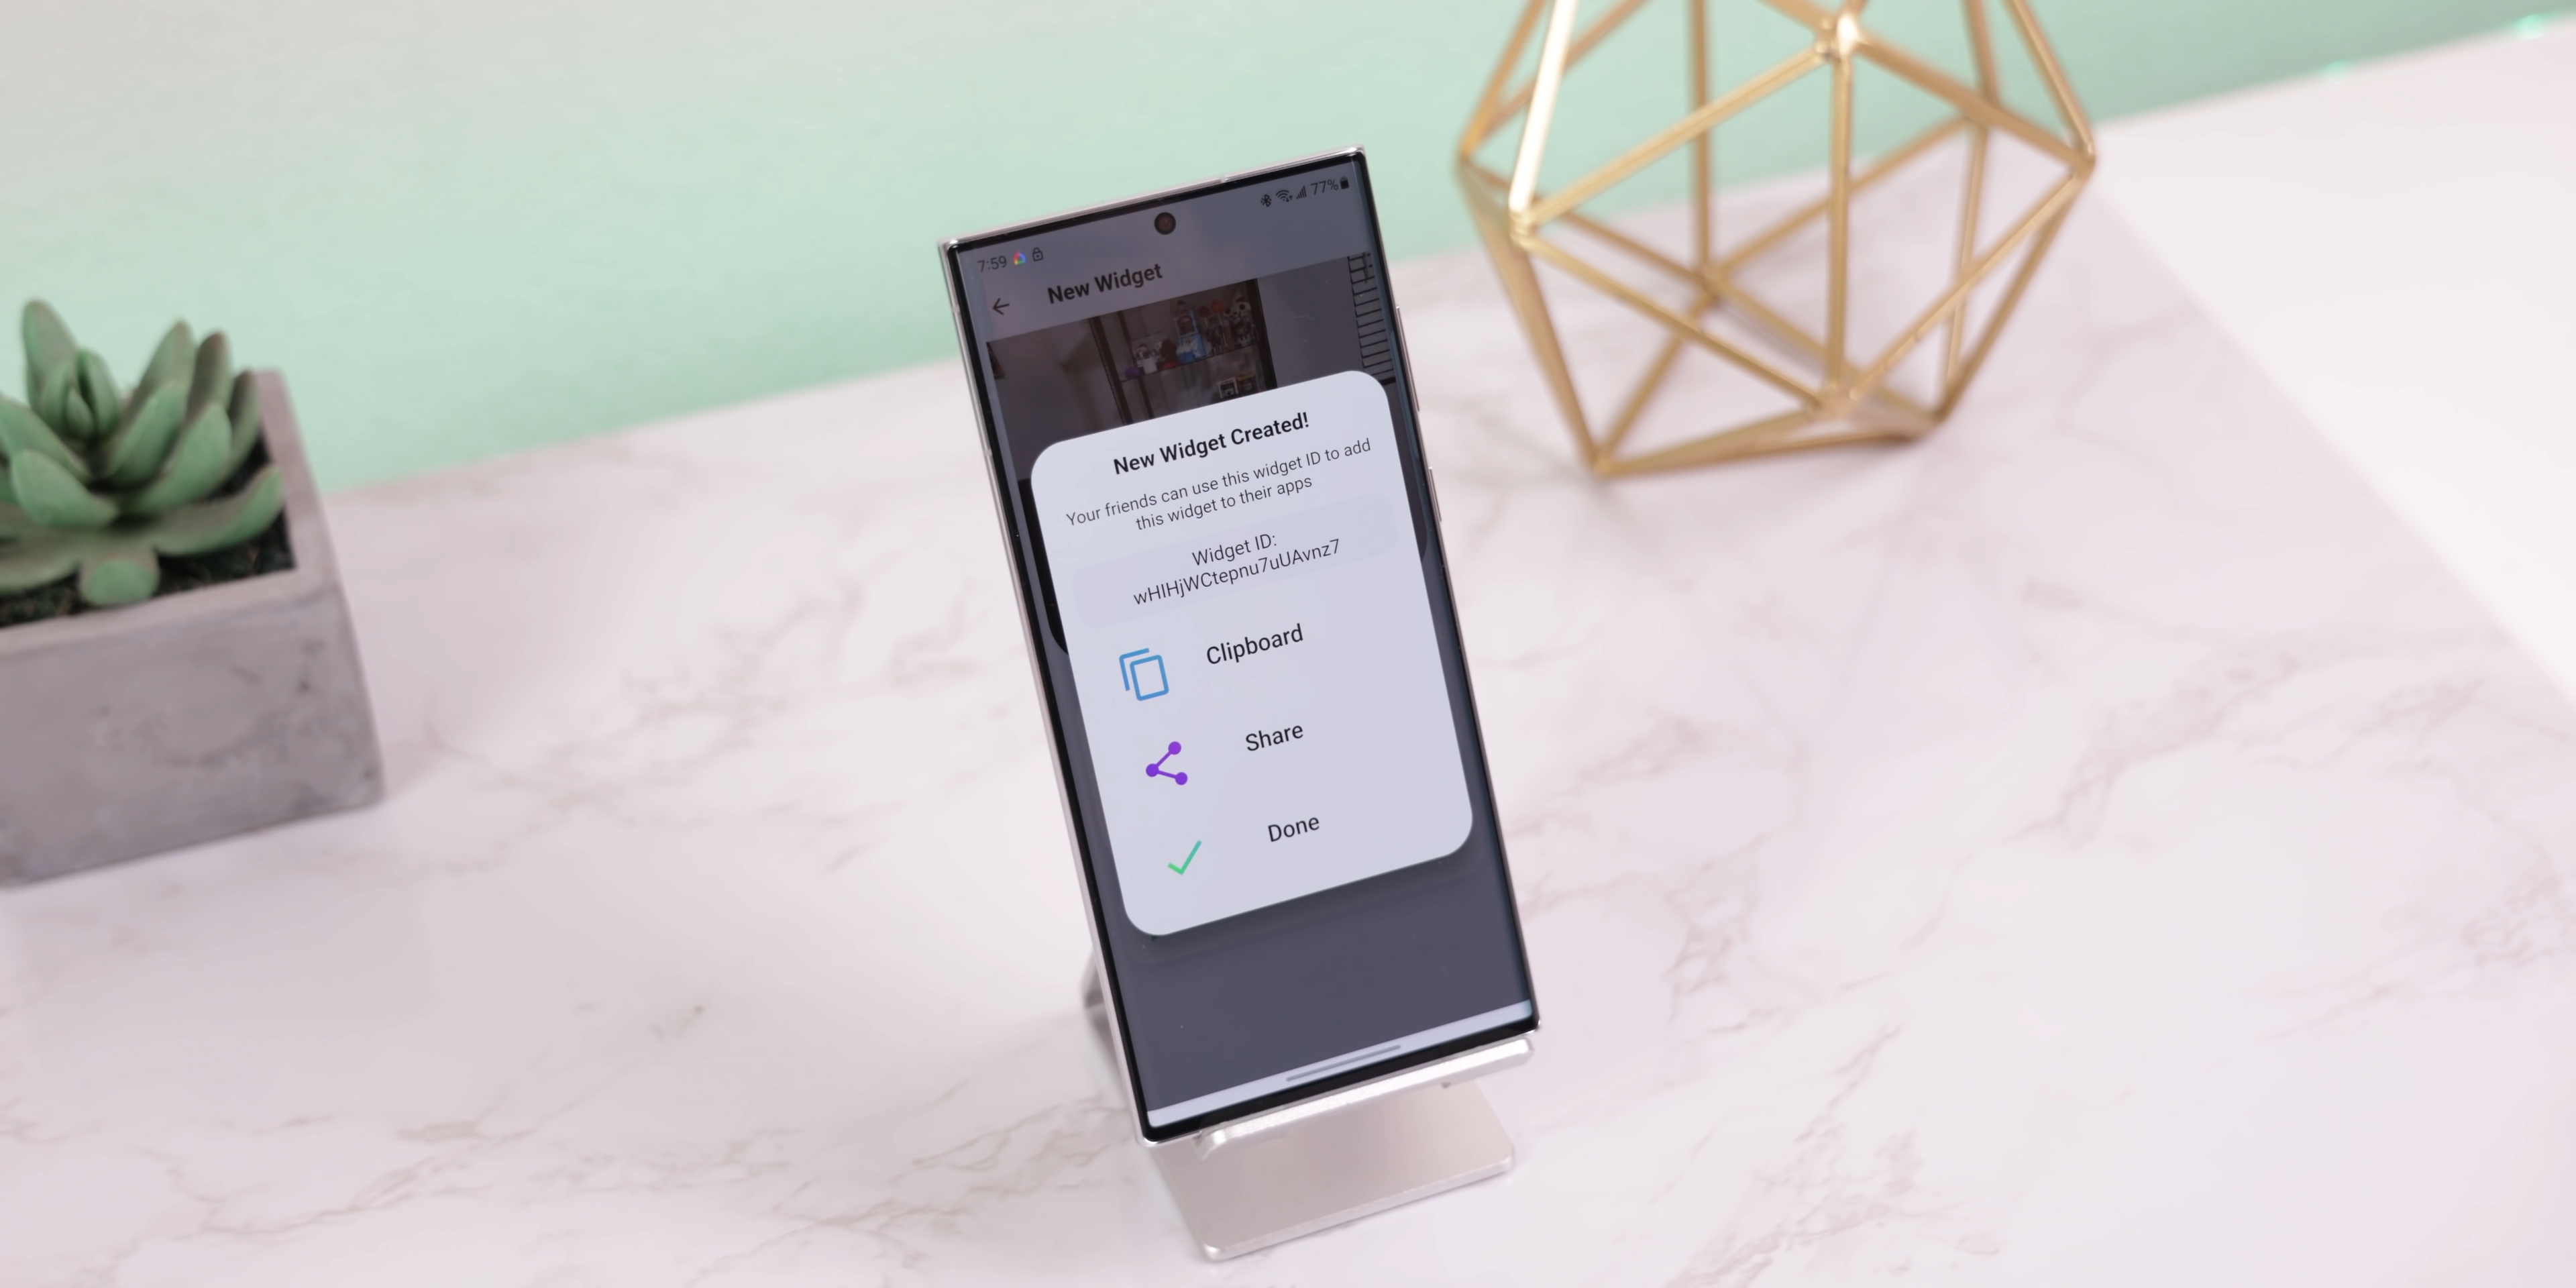 7:59
77%
New Widget
New Widget Created!
Your friends can use this widget ID to add
this widget to their apps
Widget ID:
wHIHjWCtepnu7uUAvnz7
Clipboard
Share
Done